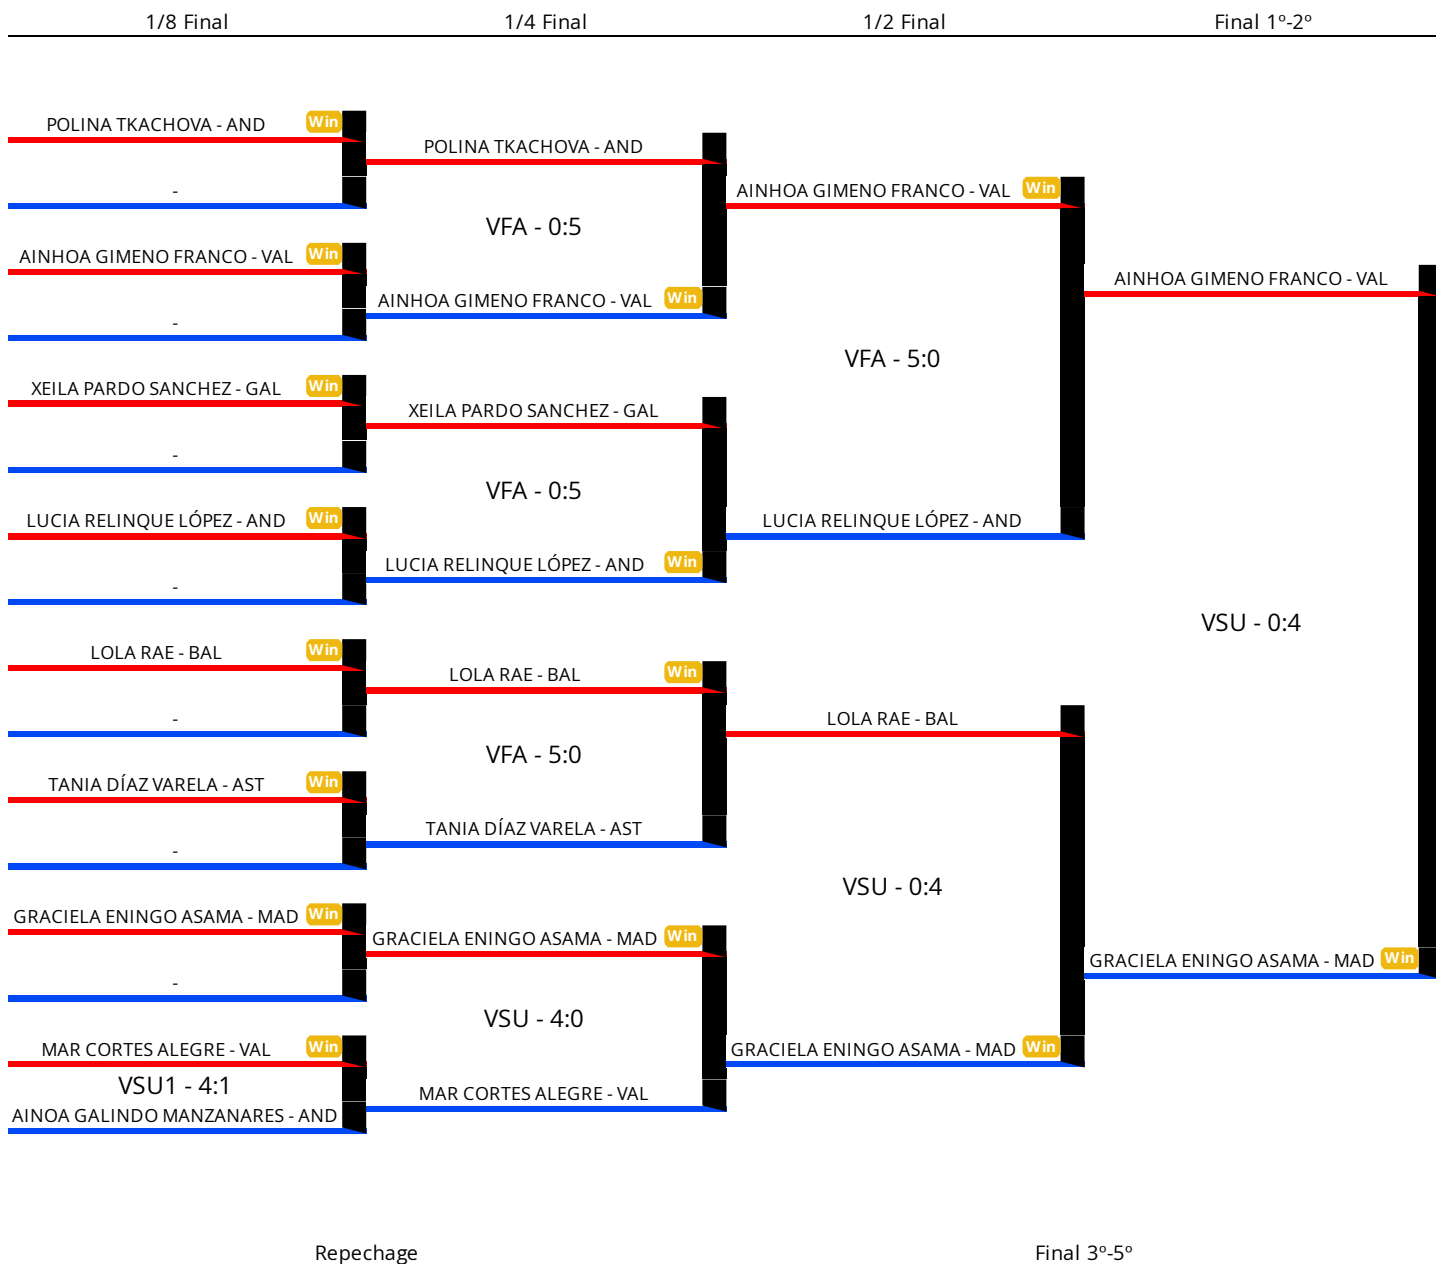 1/8 Final
1/4 Final
1/2 Final
Final 1º-2º
POLINA TKACHOVA - AND Win
-
AINHOA GIMENO FRANCO - VAL Win
-
XEILA PARDO SANCHEZ - GAL Win
-
LUCIA RELINQUE LÓPEZ - AND Win
-
LOLA RAE - BAL Win
-
TANIA DÍAZ VARELA - AST Win
-
GRACIELA ENINGO ASAMA - MAD Win
-
MAR CORTES ALEGRE - VAL Win
VSU1 - 4:1
AINOA GALINDO MANZANARES - AND
POLINA TKACHOVA - AND
VFA - 0:5
AINHOA GIMENO FRANCO - VAL Win
XEILA PARDO SANCHEZ - GAL
VFA - 0:5
LUCIA RELINQUE LÓPEZ - AND Win
LOLA RAE - BAL Win
VFA - 5:0
TANIA DÍAZ VARELA - AST
GRACIELA ENINGO ASAMA - MAD Win
VSU - 4:0
MAR CORTES ALEGRE - VAL
AINHOA GIMENO FRANCO - VAL Win
VFA - 5:0
LUCIA RELINQUE LÓPEZ - AND
LOLA RAE - BAL
VSU - 0:4
GRACIELA ENINGO ASAMA - MAD Win
AINHOA GIMENO FRANCO - VAL
VSU - 0:4
GRACIELA ENINGO ASAMA - MAD Win
Repechage
Final 3º-5º